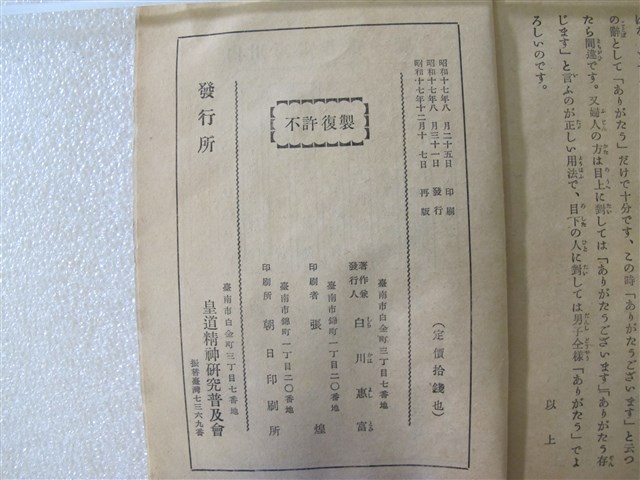 の辭として「ありがたう」だけで十分です、この時「ありがたうございます」と云つ
たら間違です。又婦人の方は目上に對しては「ありがたうございます」「ありがたう存
じます」と言ふのが正しい用法で、目下の人に對しては男子仝樣「ありがたう」でよ
ろしいのです。
以上
昭和十七年八月二十五日 印刷
昭和十七年八月三十一日 發行
昭和十七年十二月十七日 再版
(定價拾錢也)
不許復製
臺南市白金町三丁目七番地
著作兼發行人 白川惠富
臺南市錦町一丁目二〇番地
印刷者 張煌
臺南市錦町一丁目二〇番地
印刷所 朝日印刷所
發行所
臺南市白金町三丁目七番地
皇道精神研究普及會
振替臺灣七三六九番